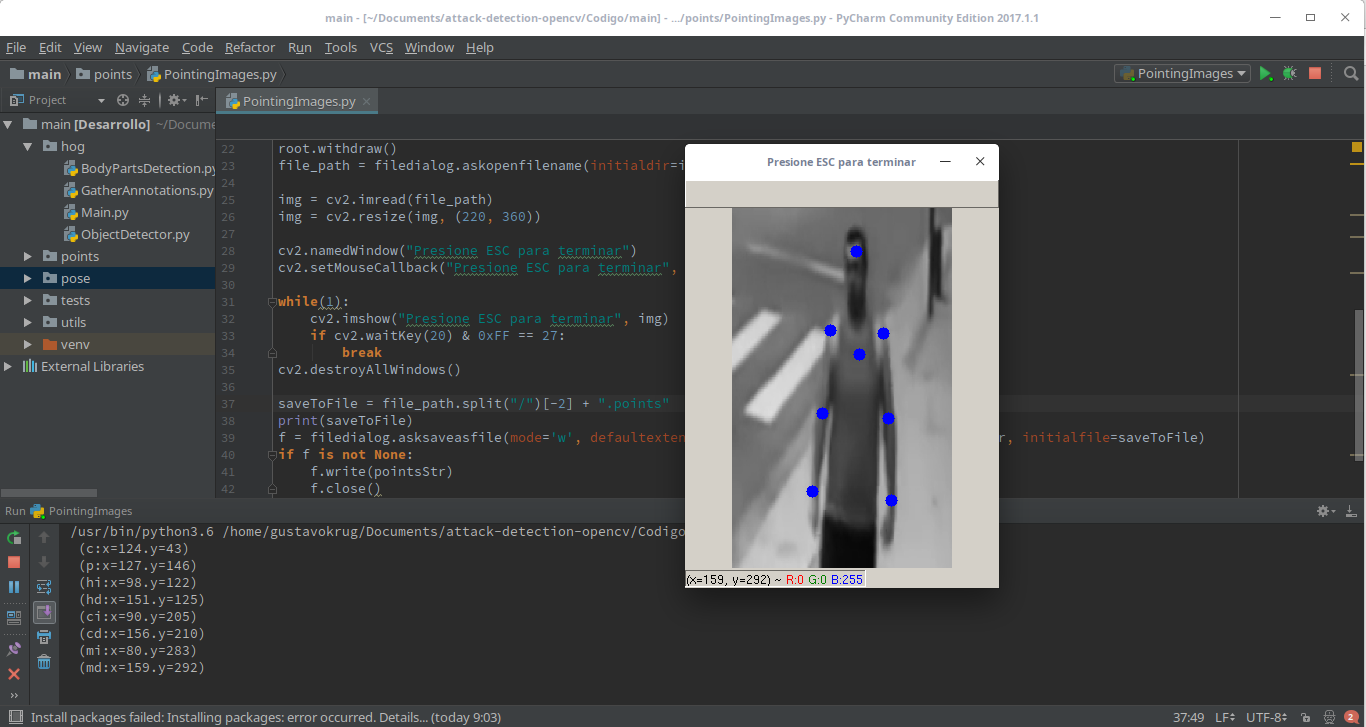 main - [~/Documents/attack-detection-opencv/Codigo/main] - .../points/PointingImages.py - PyCharm Community Edition 2017.1.1
File Edit View Navigate Code Refactor Run Tools VCS Window Help
main points PointingImages.py PointingImages
Project PointingImages.py
main [Desarrollo] ~/Docume
hog
BodyPartsDetection.py
GatherAnnotations.py
Main.py
ObjectDetector.py
points
pose
tests
utils
venv
External Libraries
22 root.withdraw()
23 file_path = filedialog.askopenfilename(initialdir=i
24
25 img = cv2.imread(file_path)
26 img = cv2.resize(img, (220, 360))
27
28 cv2.namedWindow("Presione ESC para terminar")
29 cv2.setMouseCallback("Presione ESC para terminar",
30
31 while(1):
32 cv2.imshow("Presione ESC para terminar", img)
33 if cv2.waitKey(20) & 0xFF == 27:
34 break
35 cv2.destroyAllWindows()
36
37 saveToFile = file_path.split("/")[-2] + ".points"
38 print(saveToFile)
39 f = filedialog.asksaveasfile(mode='w', defaultexten r, initialfile=saveToFile)
40 if f is not None:
41 f.write(pointsStr)
42 f.close()
Presione ESC para terminar
(x=159, y=292) ~ R:0 G:0 B:255
Run PointingImages
/usr/bin/python3.6 /home/gustavokrug/Documents/attack-detection-opencv/Codigo
(c:x=124.y=43)
(p:x=127.y=146)
(hi:x=98.y=122)
(hd:x=151.y=125)
(ci:x=90.y=205)
(cd:x=156.y=210)
(mi:x=80.y=283)
(md:x=159.y=292)
Install packages failed: Installing packages: error occurred. Details... (today 9:03) 37:49 LF UTF-8 2